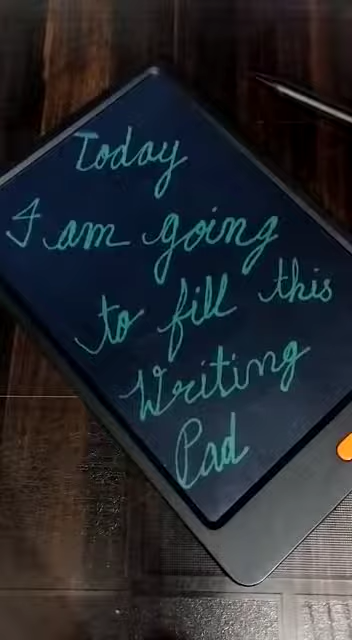 Today
I am going
to fill this
Writing
Pad